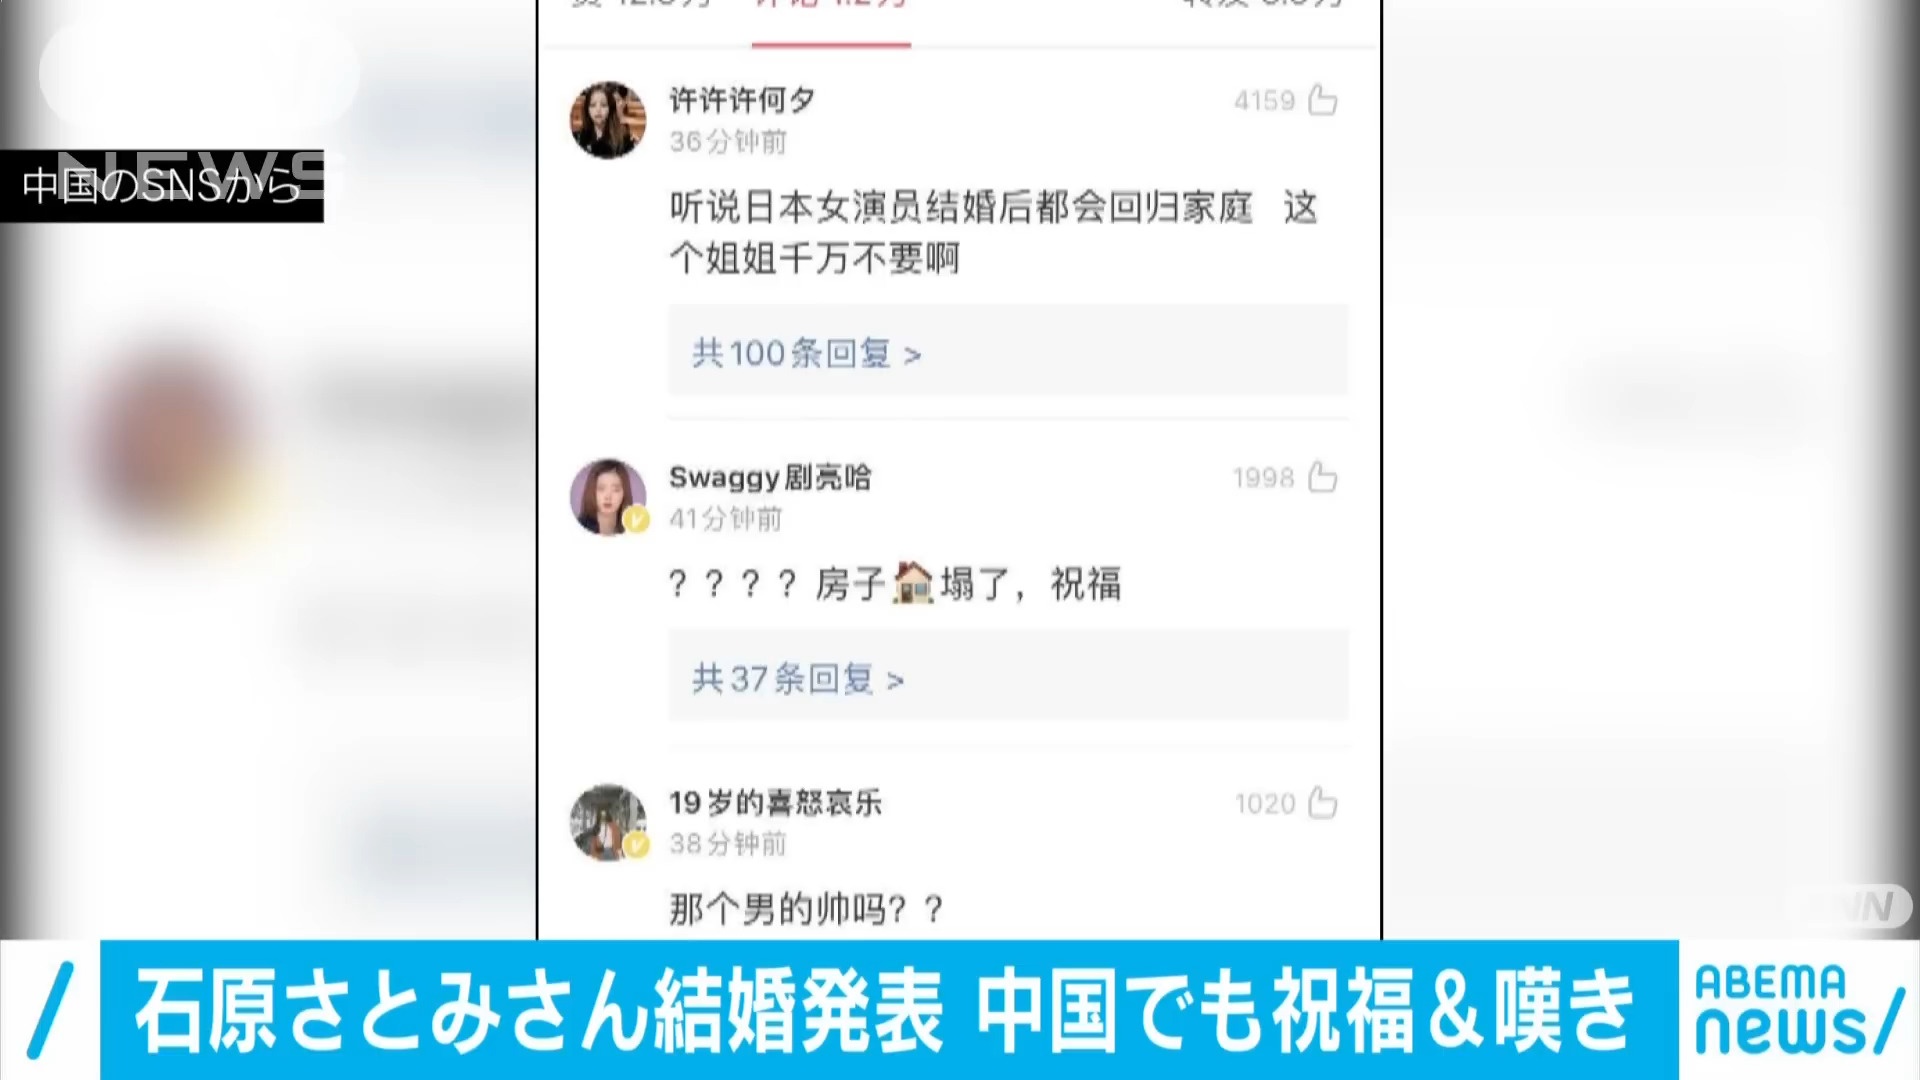 NEWS
中国のSNSから
许许许何夕
4159
36分钟前
听说日本女演员结婚后都会回归家庭 这
个姐姐千万不要啊
共100条回复 >
Swaggy剧亮哈
1998
41分钟前
？？？？房子🏠塌了，祝福
共37条回复 >
19岁的喜怒哀乐
1020
38分钟前
那个男的帅吗？？
石原さとみさん結婚発表 中国でも祝福＆嘆き
ABEMA
news/